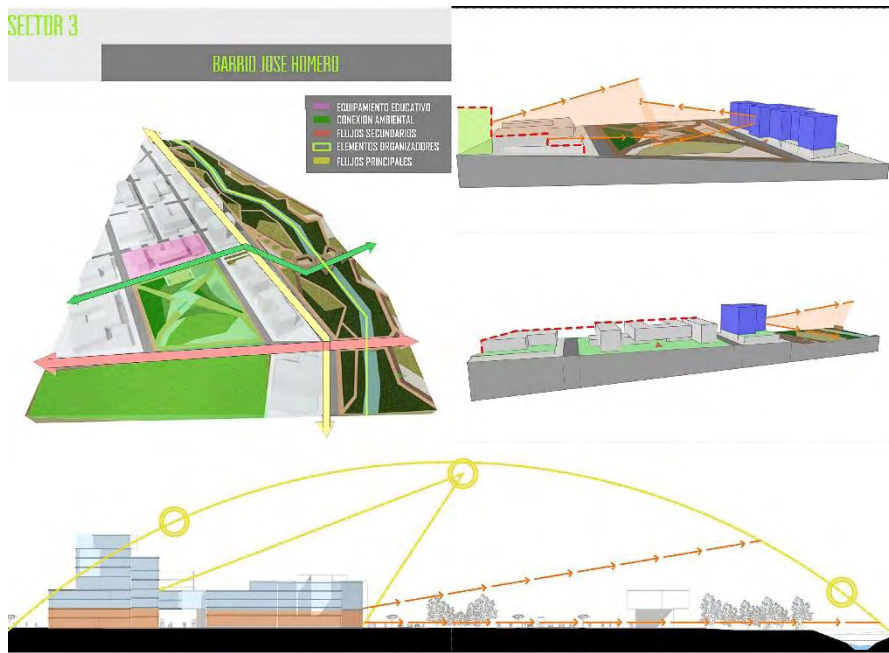 SECTOR 3
BARRIO JOSE HOMERO
EQUIPAMIENTO EDUCATIVO
CONEXION AMBIENTAL
FLUJOS SECUNDARIOS
ELEMENTOS ORGANIZADORES
FLUJOS PRINCIPALES